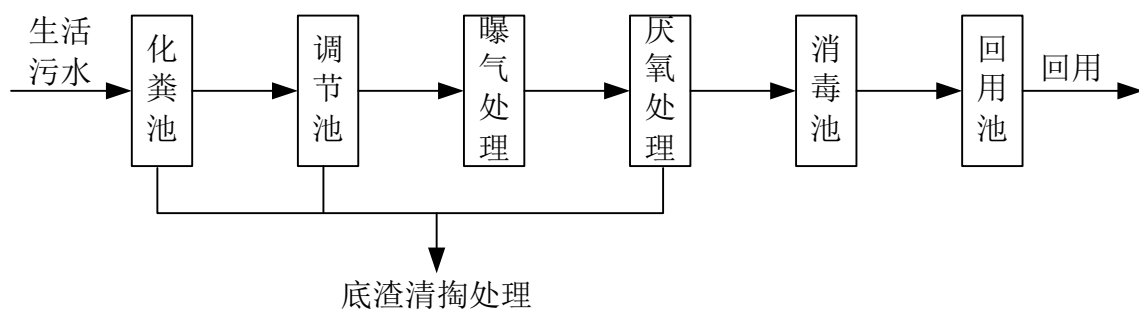 生活
污水
化粪池
调节池
曝气处理
厌氧处理
消毒池
回用池
回用
底渣清掏处理